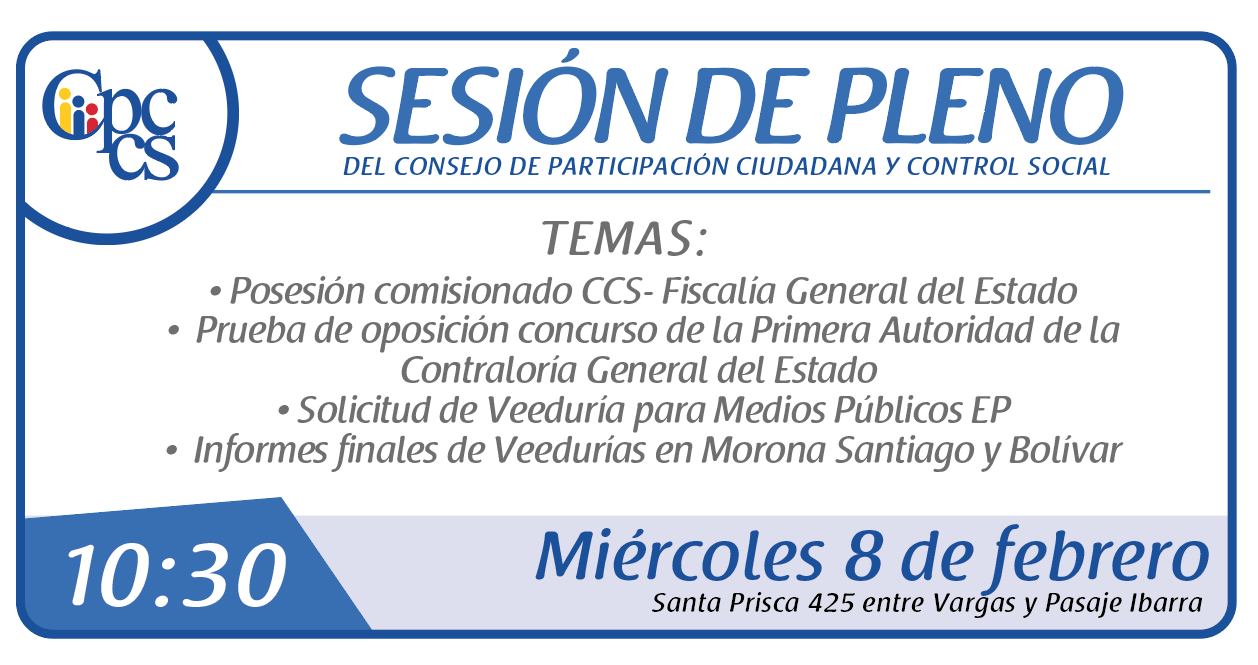 Cpc
cs
SESIÓN DE PLENO
DEL CONSEJO DE PARTICIPACIÓN CIUDADANA Y CONTROL SOCIAL
TEMAS:
• Posesión comisionado CCS- Fiscalía General del Estado
• Prueba de oposición concurso de la Primera Autoridad de la
Contraloría General del Estado
• Solicitud de Veeduría para Medios Públicos EP
• Informes finales de Veedurías en Morona Santiago y Bolívar
10:30
Miércoles 8 de febrero
Santa Prisca 425 entre Vargas y Pasaje Ibarra